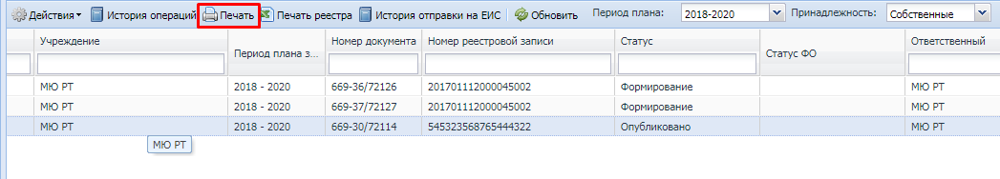 Действия История операций Печать Печать реестра История отправки на ЕИС Обновить Период плана: 2018-2020 Принадлежность: Собственные
Учреждение Период плана з... Номер документа Номер реестровой записи Статус Статус ФО Ответственный
МЮ РТ 2018 - 2020 669-36/72126 201701112000045002 Формирование МЮ РТ
МЮ РТ 2018 - 2020 669-37/72127 201701112000045002 Формирование МЮ РТ
МЮ РТ 2018 - 2020 669-30/72114 545323568765444322 Опубликовано МЮ РТ
МЮ РТ